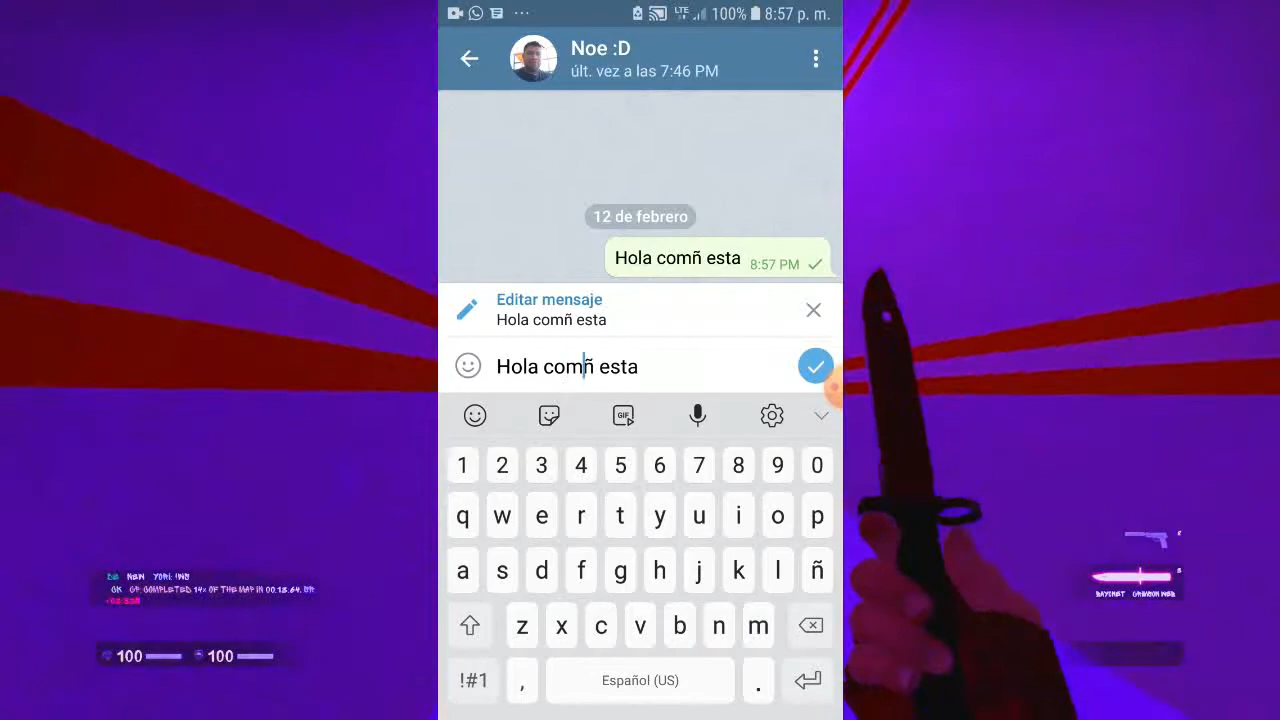 LTE 100% 8:57 p. m.
Noe :D
últ. vez a las 7:46 PM
12 de febrero
Hola comñ esta 8:57 PM
Editar mensaje
Hola comñ esta
Hola comñ esta
GIF
1 2 3 4 5 6 7 8 9 0
q w e r t y u i o p
a s d f g h j k l ñ
z x c v b n m
!#1 , Español (US) .
100 100